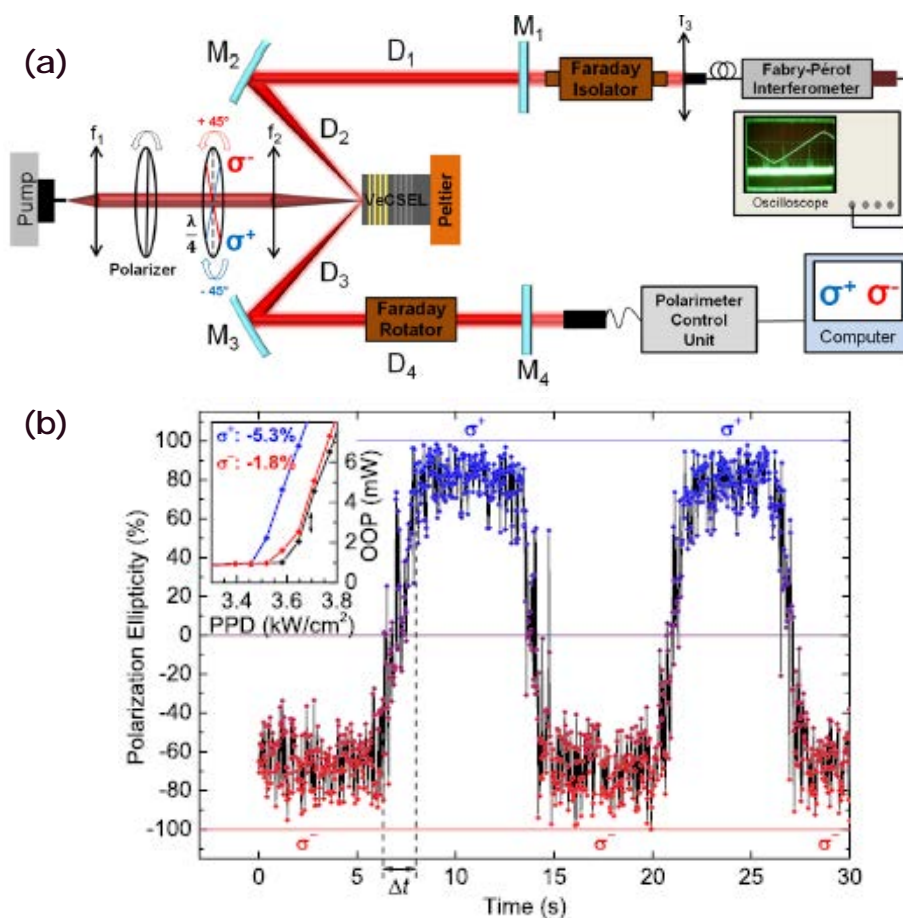 (a)
M2
D1
M1
f3
Faraday
Isolator
Fabry-Pérot
Interferometer
+ 45°
f1
f2
D2
σ-
Oscilloscope
Pump
VeCSEL
Peltier
λ
4
σ+
Polarizer
- 45°
D3
Faraday
Rotator
Polarimeter
Control
Unit
σ+ σ-
Computer
M3
D4
M4
(b)
Polarization Ellipticity (%)
100
80
60
40
20
0
-20
-40
-60
-80
-100
σ+: -5.3%
σ-: -1.8%
6
4
2
0
OOP (mW)
3.4 3.6 3.8
PPD (kW/cm2)
σ+
σ+
σ-
σ-
σ-
0 5 10 15 20 25 30
Δt
Time (s)